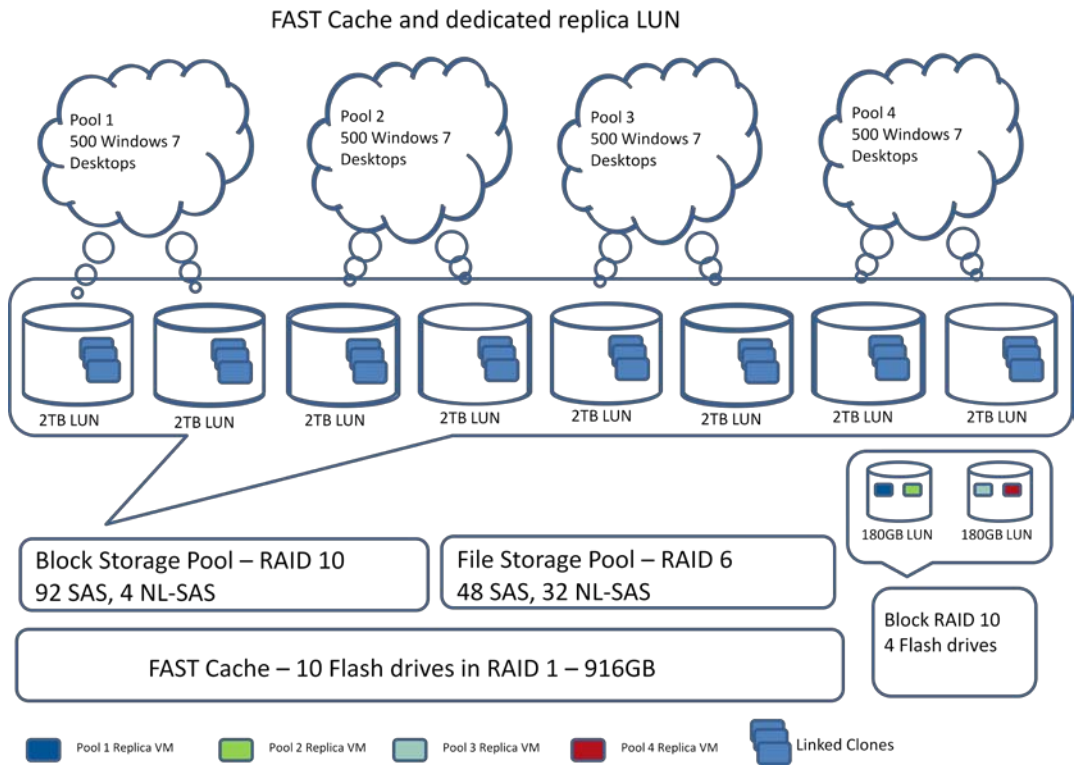 FAST Cache and dedicated replica LUN
Pool 1
500 Windows 7
Desktops
Pool 2
500 Windows 7
Desktops
Pool 3
500 Windows 7
Desktops
Pool 4
500 Windows 7
Desktops
2TB LUN
2TB LUN
2TB LUN
2TB LUN
2TB LUN
2TB LUN
2TB LUN
2TB LUN
180GB LUN
180GB LUN
Block Storage Pool – RAID 10
92 SAS, 4 NL-SAS
File Storage Pool – RAID 6
48 SAS, 32 NL-SAS
Block RAID 10
4 Flash drives
FAST Cache – 10 Flash drives in RAID 1 – 916GB
Pool 1 Replica VM
Pool 2 Replica VM
Pool 3 Replica VM
Pool 4 Replica VM
Linked Clones